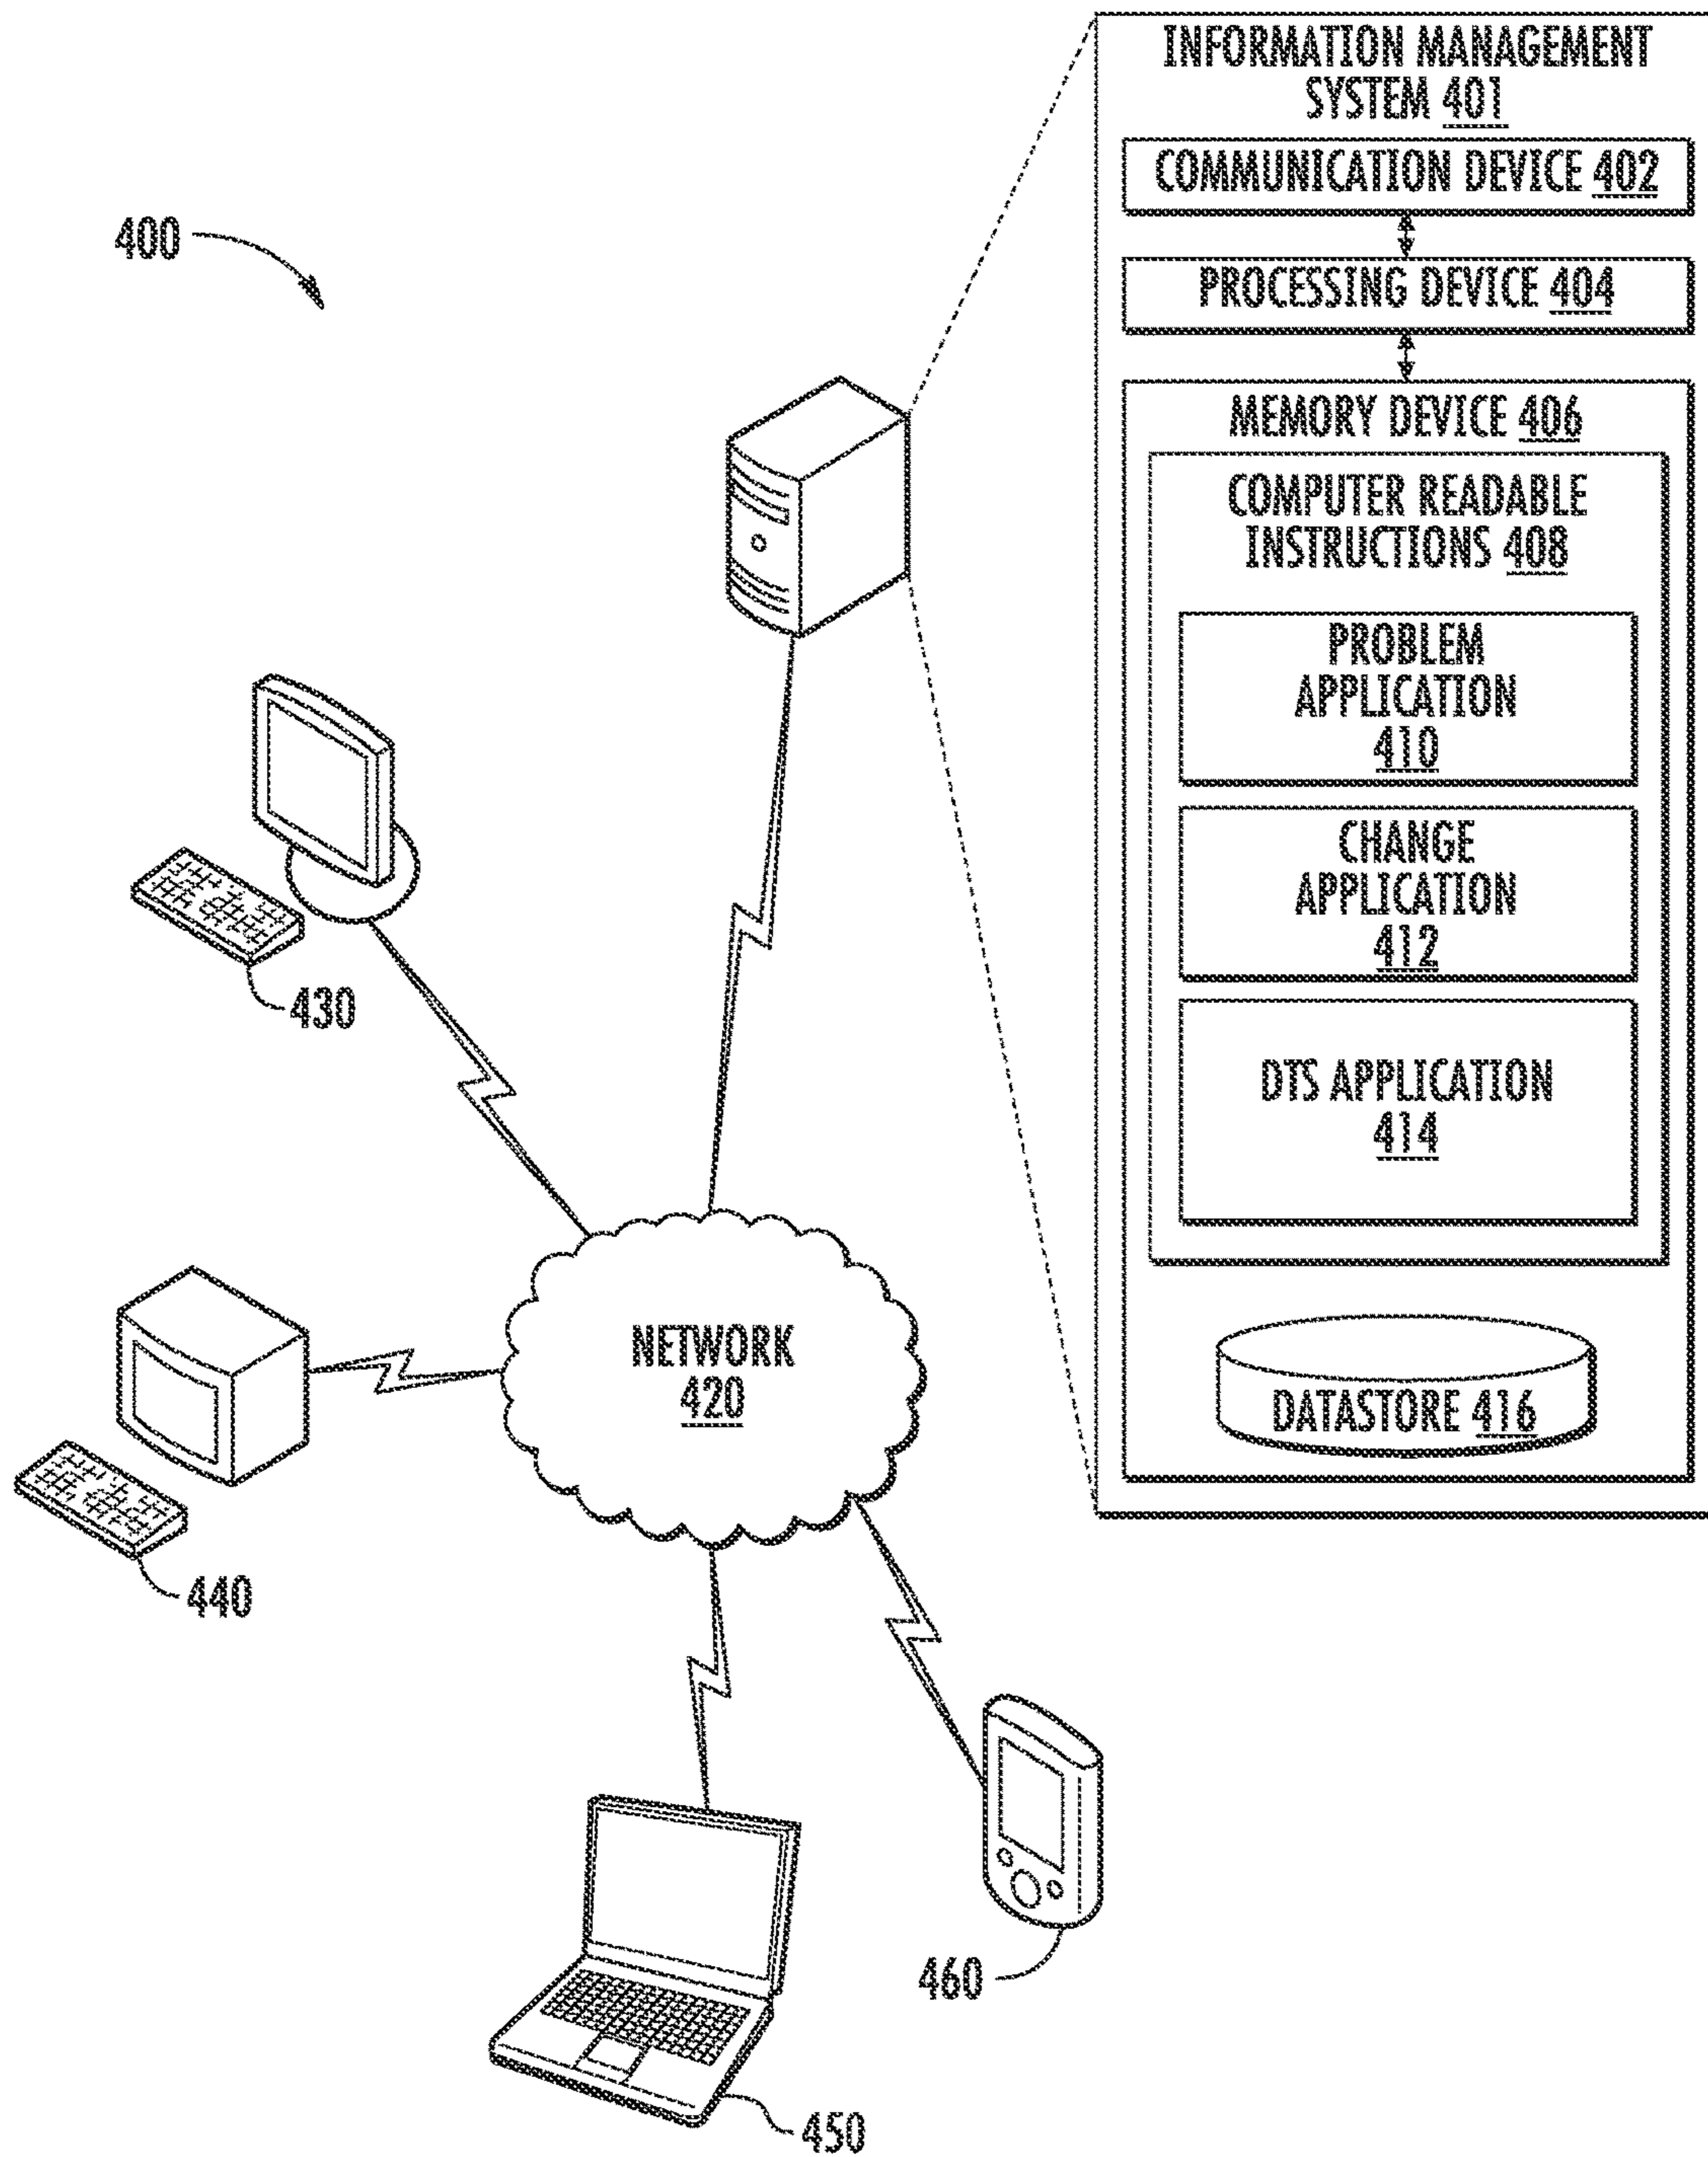 INFORMATION MANAGEMENT
SYSTEM 401
COMMUNICATION DEVICE 402
PROCESSING DEVICE 404
MEMORY DEVICE 406
COMPUTER READABLE
INSTRUCTIONS 408
PROBLEM
APPLICATION
410
CHANGE
APPLICATION
412
DTS APPLICATION
414
DATASTORE 416
400
430
NETWORK
420
440
460
450